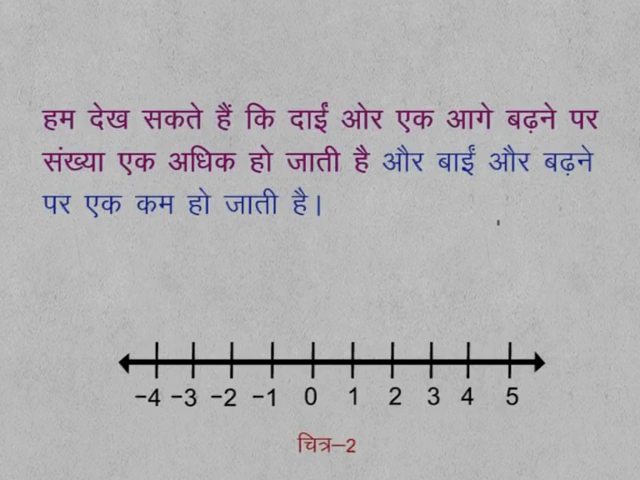 हम देख सकते हैं कि दाईं ओर एक आगे बढ़ने पर
संख्या एक अधिक हो जाती है और बाईं और बढ़ने
पर एक कम हो जाती है।
−4 −3 −2 −1 0 1 2 3 4 5
चित्र−2